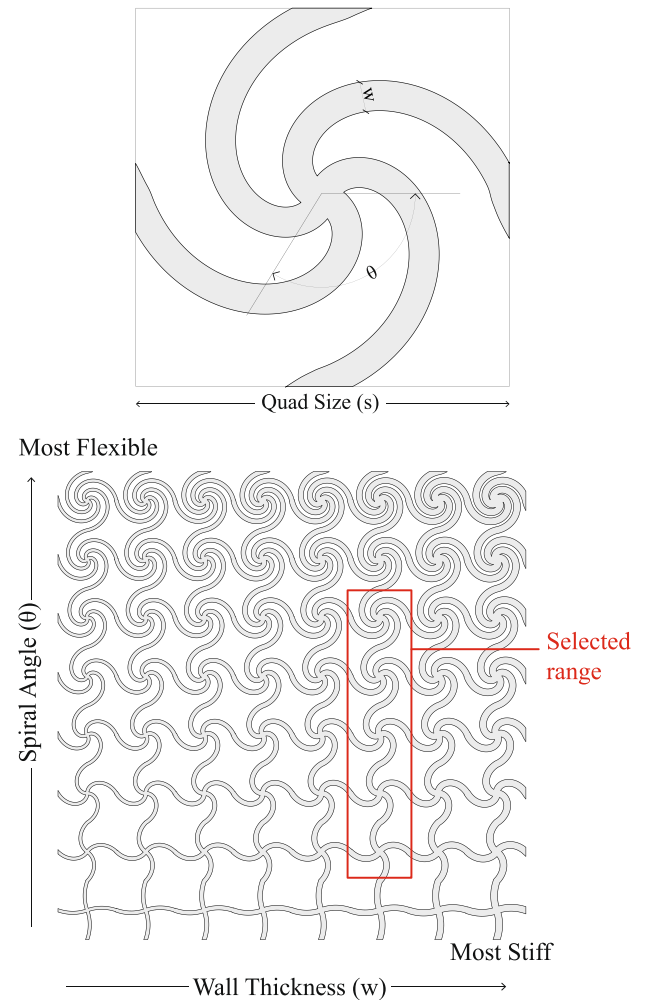 w
θ
Quad Size (s)
Most Flexible
Spiral Angle (θ)
Selected
range
Most Stiff
Wall Thickness (w)